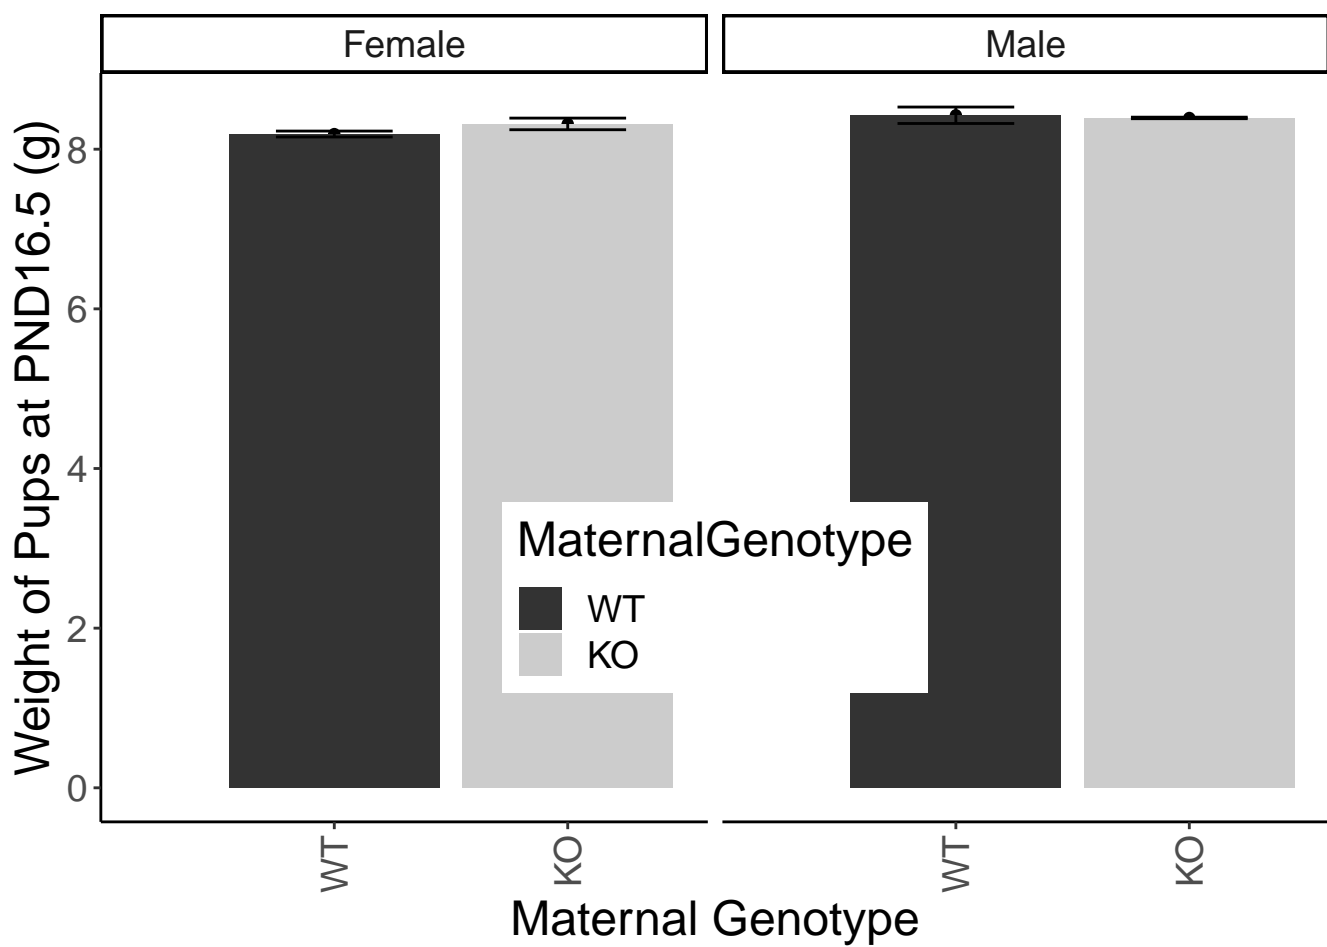 Female
Male
Weight of Pups at PND16.5 (g)
8
6
4
2
0
MaternalGenotype
WT
KO
WT
KO
WT
KO
Maternal Genotype